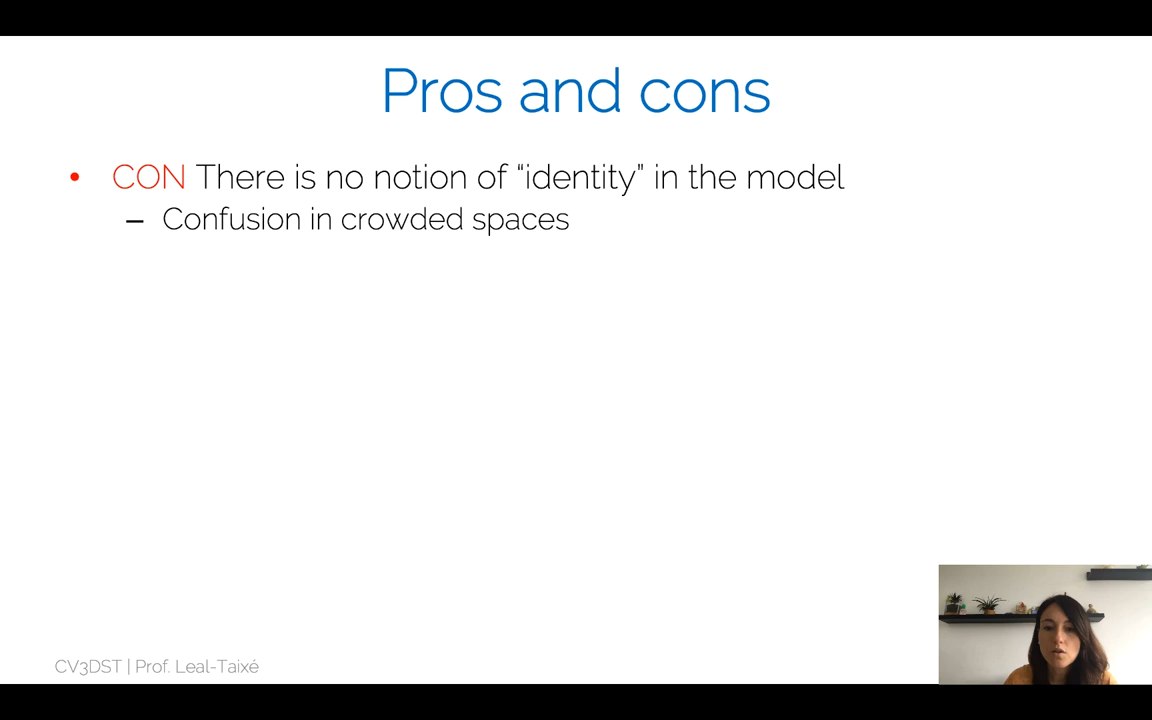 Pros and cons
• CON There is no notion of “identity” in the model
– Confusion in crowded spaces
CV3DST | Prof. Leal-Taixé